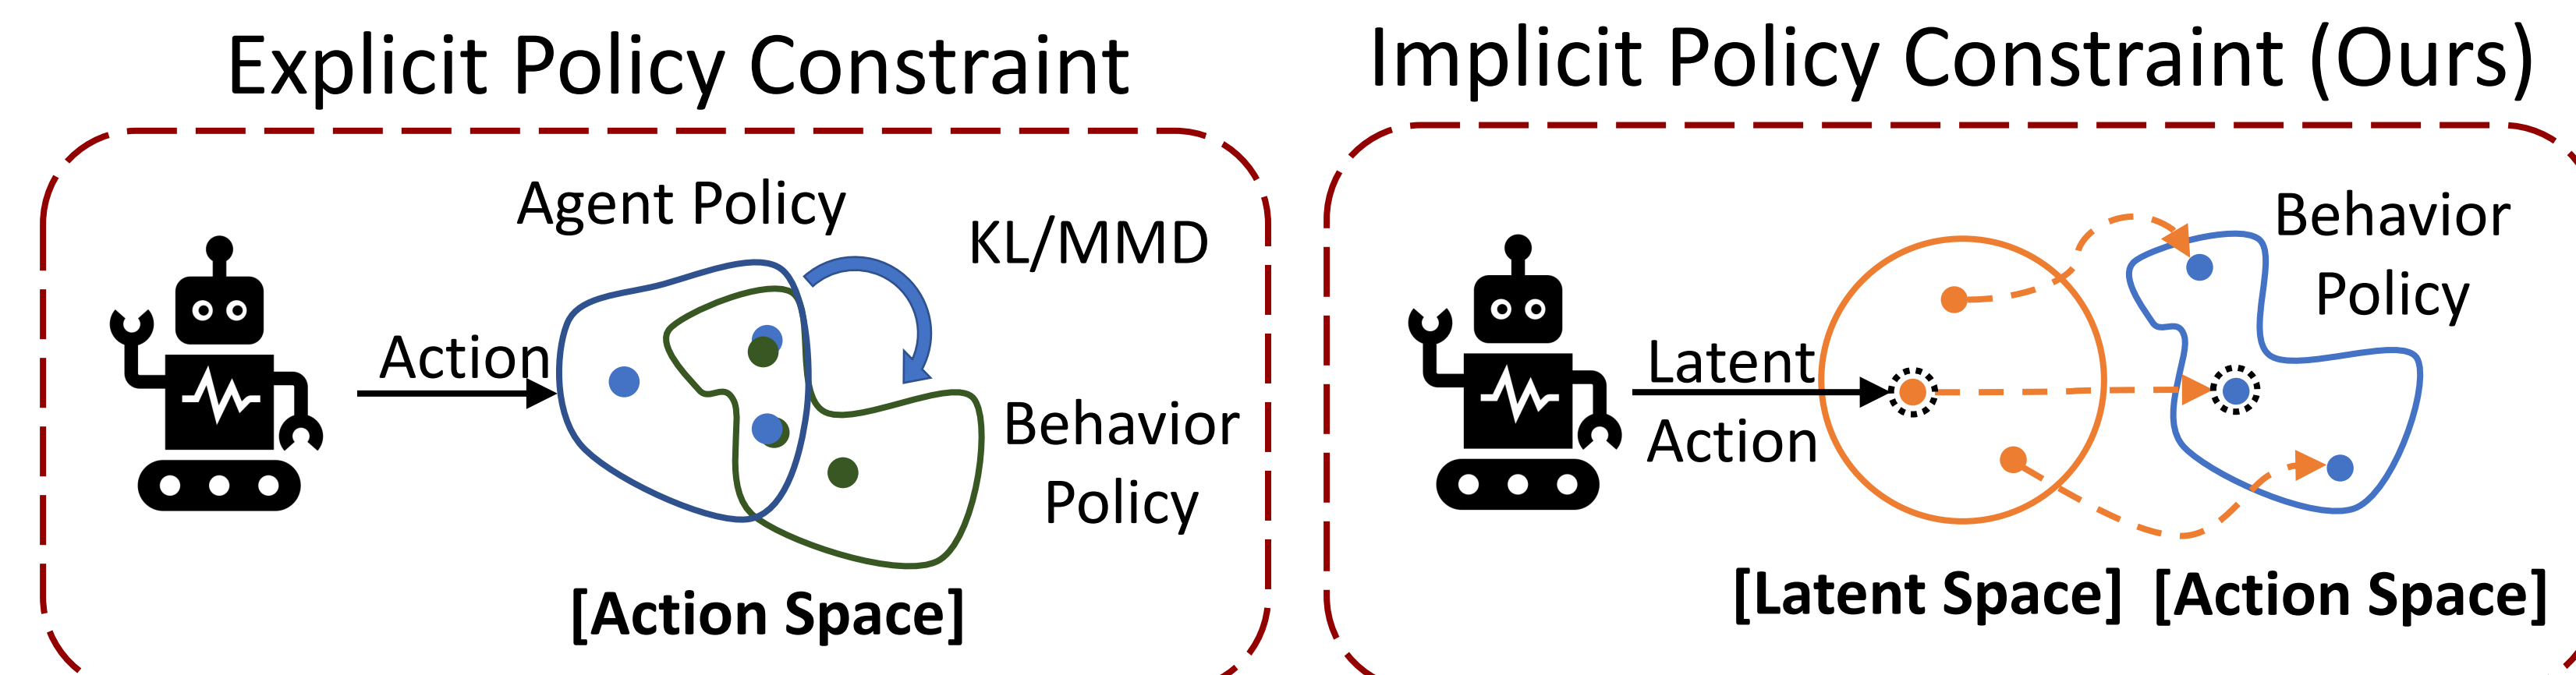 Explicit Policy Constraint
Agent Policy
KL/MMD
Action
Behavior
Policy
[Action Space]
Implicit Policy Constraint (Ours)
Behavior
Policy
Latent
Action
[Latent Space]
[Action Space]